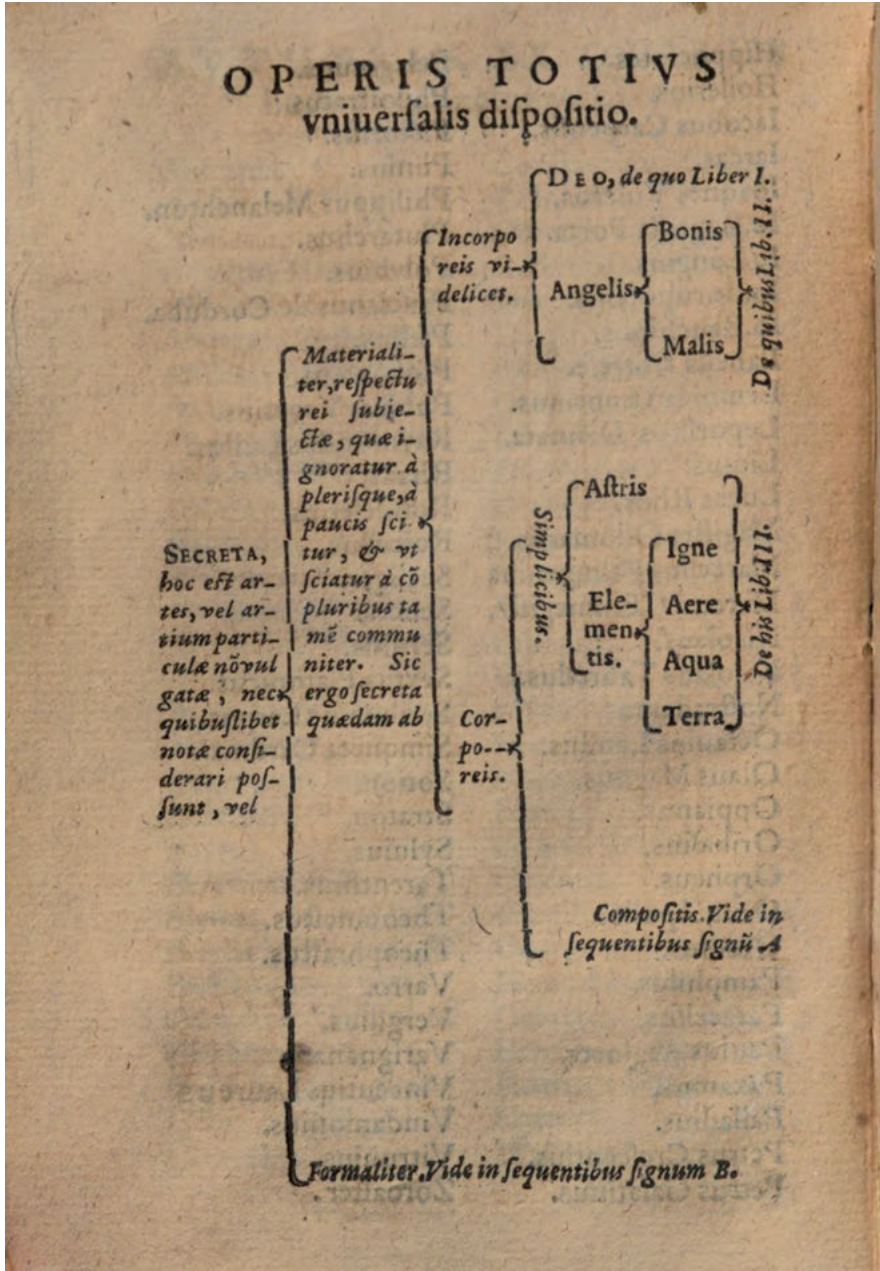 OPERIS TOTIVS
vniuerſalis diſpoſitio.
SECRETA,
hoc eſt ar-
tes, vel ar-
tium parti-
culæ nõ vul
gatæ, nec
quibuſlibet
notæ conſi-
derari poſ-
ſunt, vel
Materiali-
ter, reſpectu
rei ſubie-
ctæ, quæ i-
gnoratur à
pleriſque, à
paucis ſci
tur, & vt
ſciatur à cõ
pluribus ta
mẽ commu
niter. Sic
ergo ſecreta
quædam ab
Incorpo
reis vi-
delicet.
DEO, de quo Liber I.
Angelis
Bonis
Malis
De quibus Lib. II.
Cor-
po--
reis.
Simplicibus.
Aſtris
Ele-
men
tis.
Igne
Aere
Aqua
Terra
De his Lib. III.
Compoſitis. Vide in
ſequentibus ſignũ A
Formaliter. Vide in ſequentibus ſignum B.